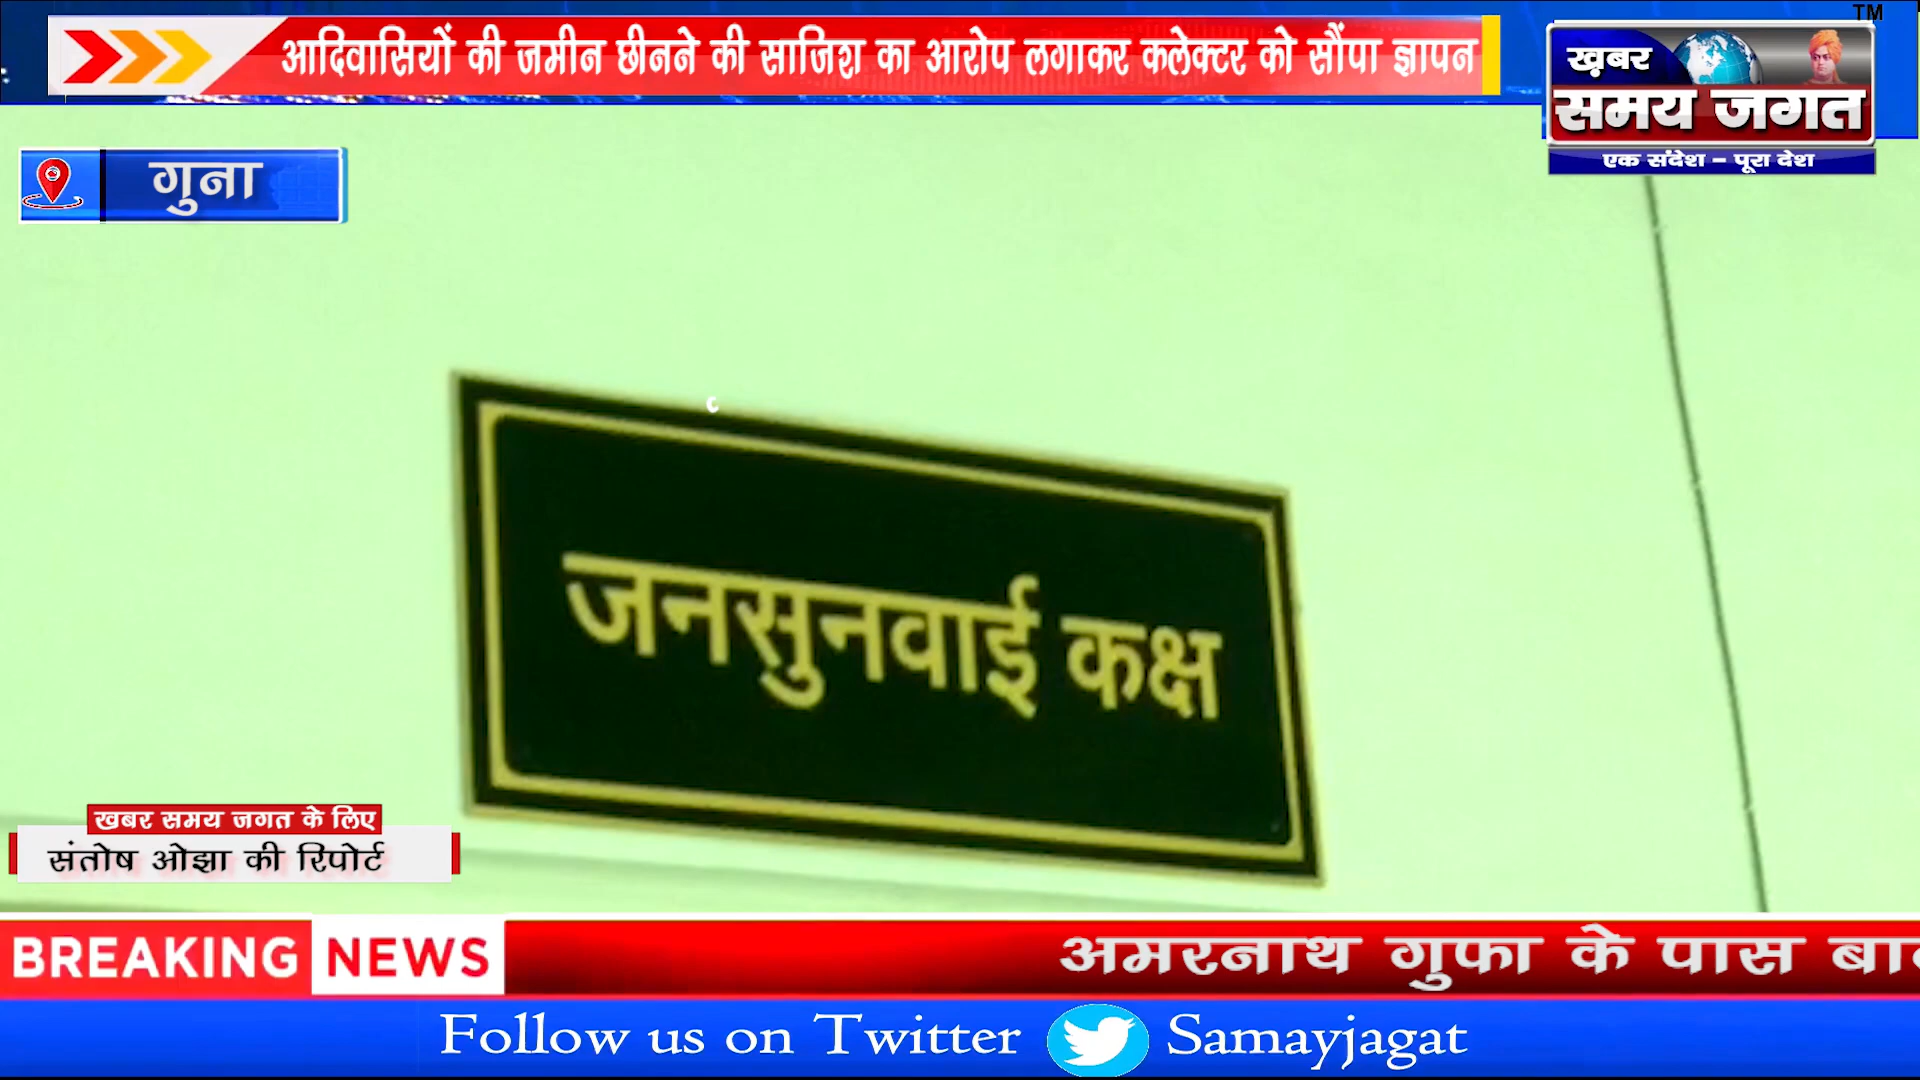 आदिवासियों की जमीन छीनने की साजिश का आरोप लगाकर कलेक्टर को सौंपा ज्ञापन
TM
ख़बर
समय जगत
एक संदेश - पूरा देश
गुना
जनसुनवाई कक्ष
खबर समय जगत के लिए
संतोष ओझा की रिपोर्ट
BREAKING NEWS
अमरनाथ गुफा के पास
Follow us on Twitter Samayjagat